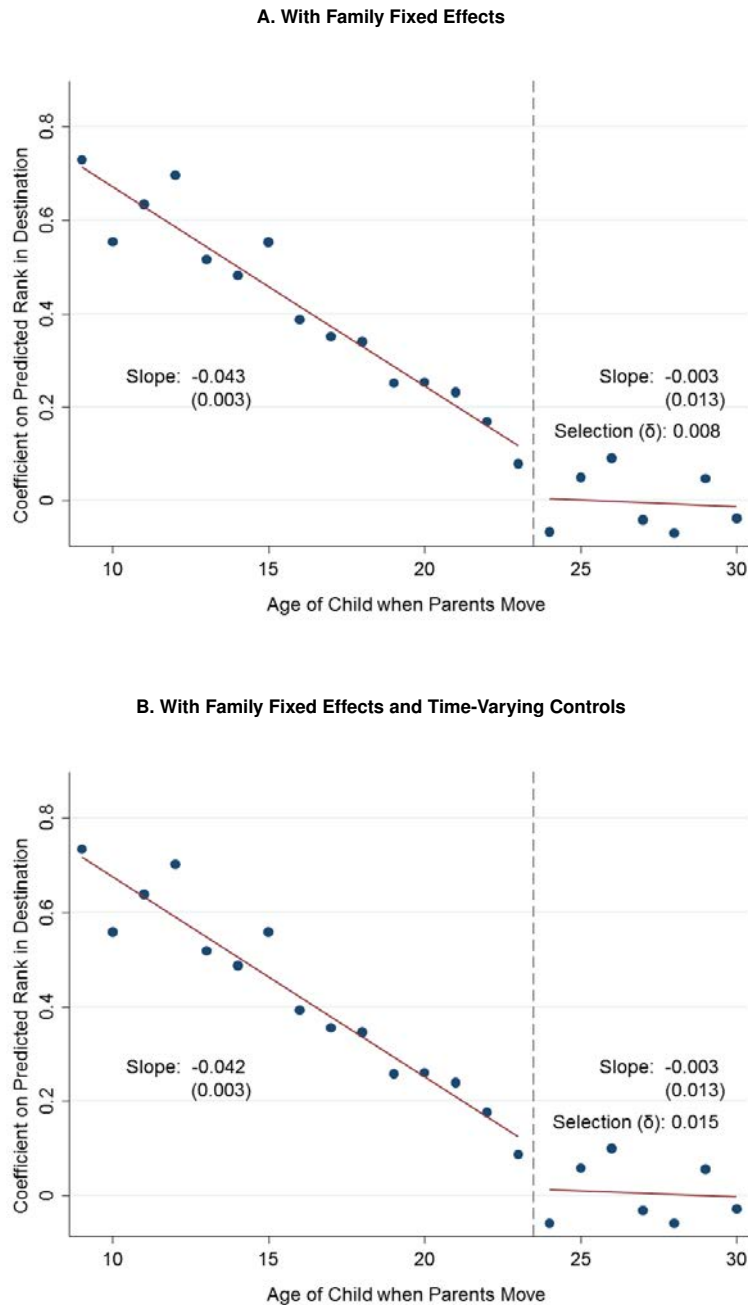 A. With Family Fixed Effects
Coefficient on Predicted Rank in Destination
0.8
0.6
0.4
0.2
0
Slope: -0.043
(0.003)
Slope: -0.003
(0.013)
Selection (δ): 0.008
10 15 20 25 30
Age of Child when Parents Move
B. With Family Fixed Effects and Time-Varying Controls
Coefficient on Predicted Rank in Destination
0.8
0.6
0.4
0.2
0
Slope: -0.042
(0.003)
Slope: -0.003
(0.013)
Selection (δ): 0.015
10 15 20 25 30
Age of Child when Parents Move